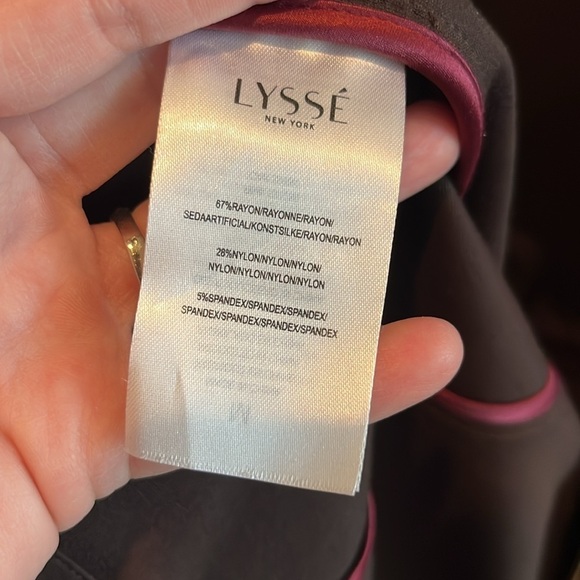 LYSSÉ
NEW YORK
67%RAYON/RAYONNE/RAYON/
SEDAARTIFICIAL/KONSTSILKE/RAYON/RAYON
28%NYLON/NYLON/NYLON/
NYLON/NYLON/NYLON/NYLON
5%SPANDEX/SPANDEX/SPANDEX/
SPANDEX/SPANDEX/SPANDEX/SPANDEX
M